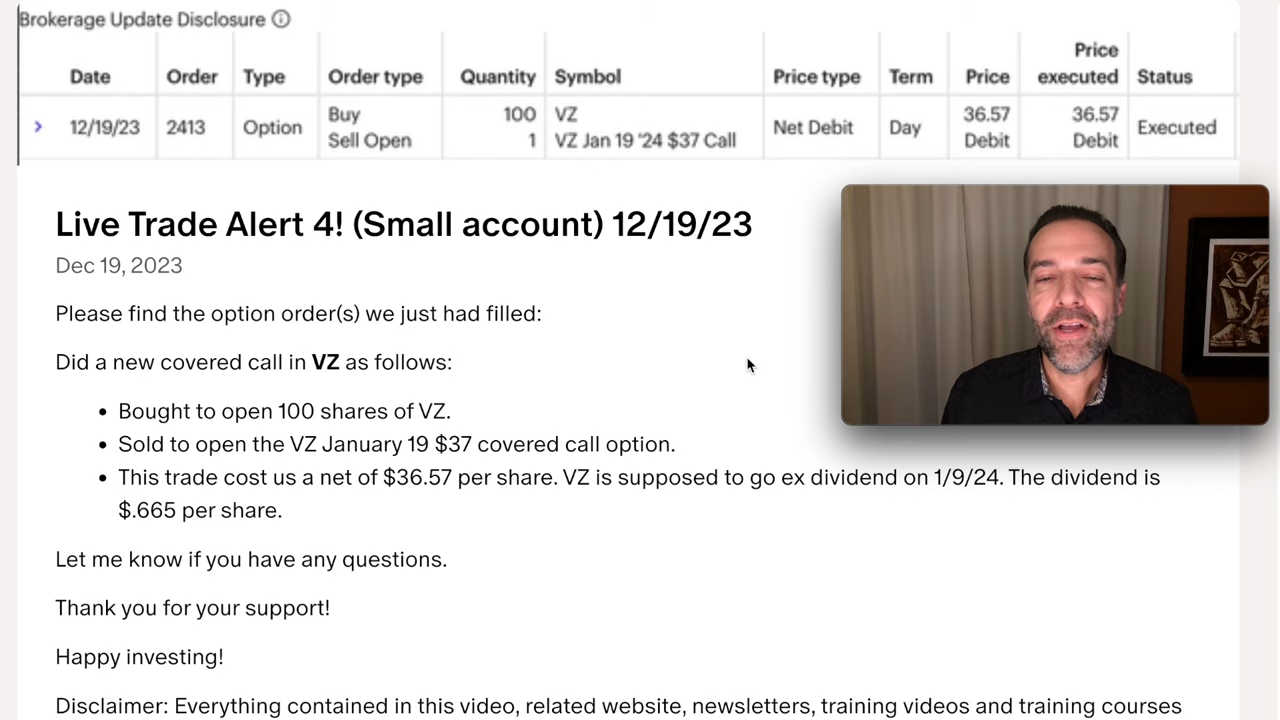 Brokerage Update Disclosure ⓘ
Date Order Type Order type Quantity Symbol Price type Term Price Price executed Status
12/19/23 2413 Option Buy 100 VZ Net Debit Day 36.57 Debit 36.57 Debit Executed
Sell Open 1 VZ Jan 19 '24 $37 Call
Live Trade Alert 4! (Small account) 12/19/23
Dec 19, 2023
Please find the option order(s) we just had filled:
Did a new covered call in VZ as follows:
• Bought to open 100 shares of VZ.
• Sold to open the VZ January 19 $37 covered call option.
• This trade cost us a net of $36.57 per share. VZ is supposed to go ex dividend on 1/9/24. The dividend is
$.665 per share.
Let me know if you have any questions.
Thank you for your support!
Happy investing!
Disclaimer: Everything contained in this video, related website, newsletters, training videos and training courses